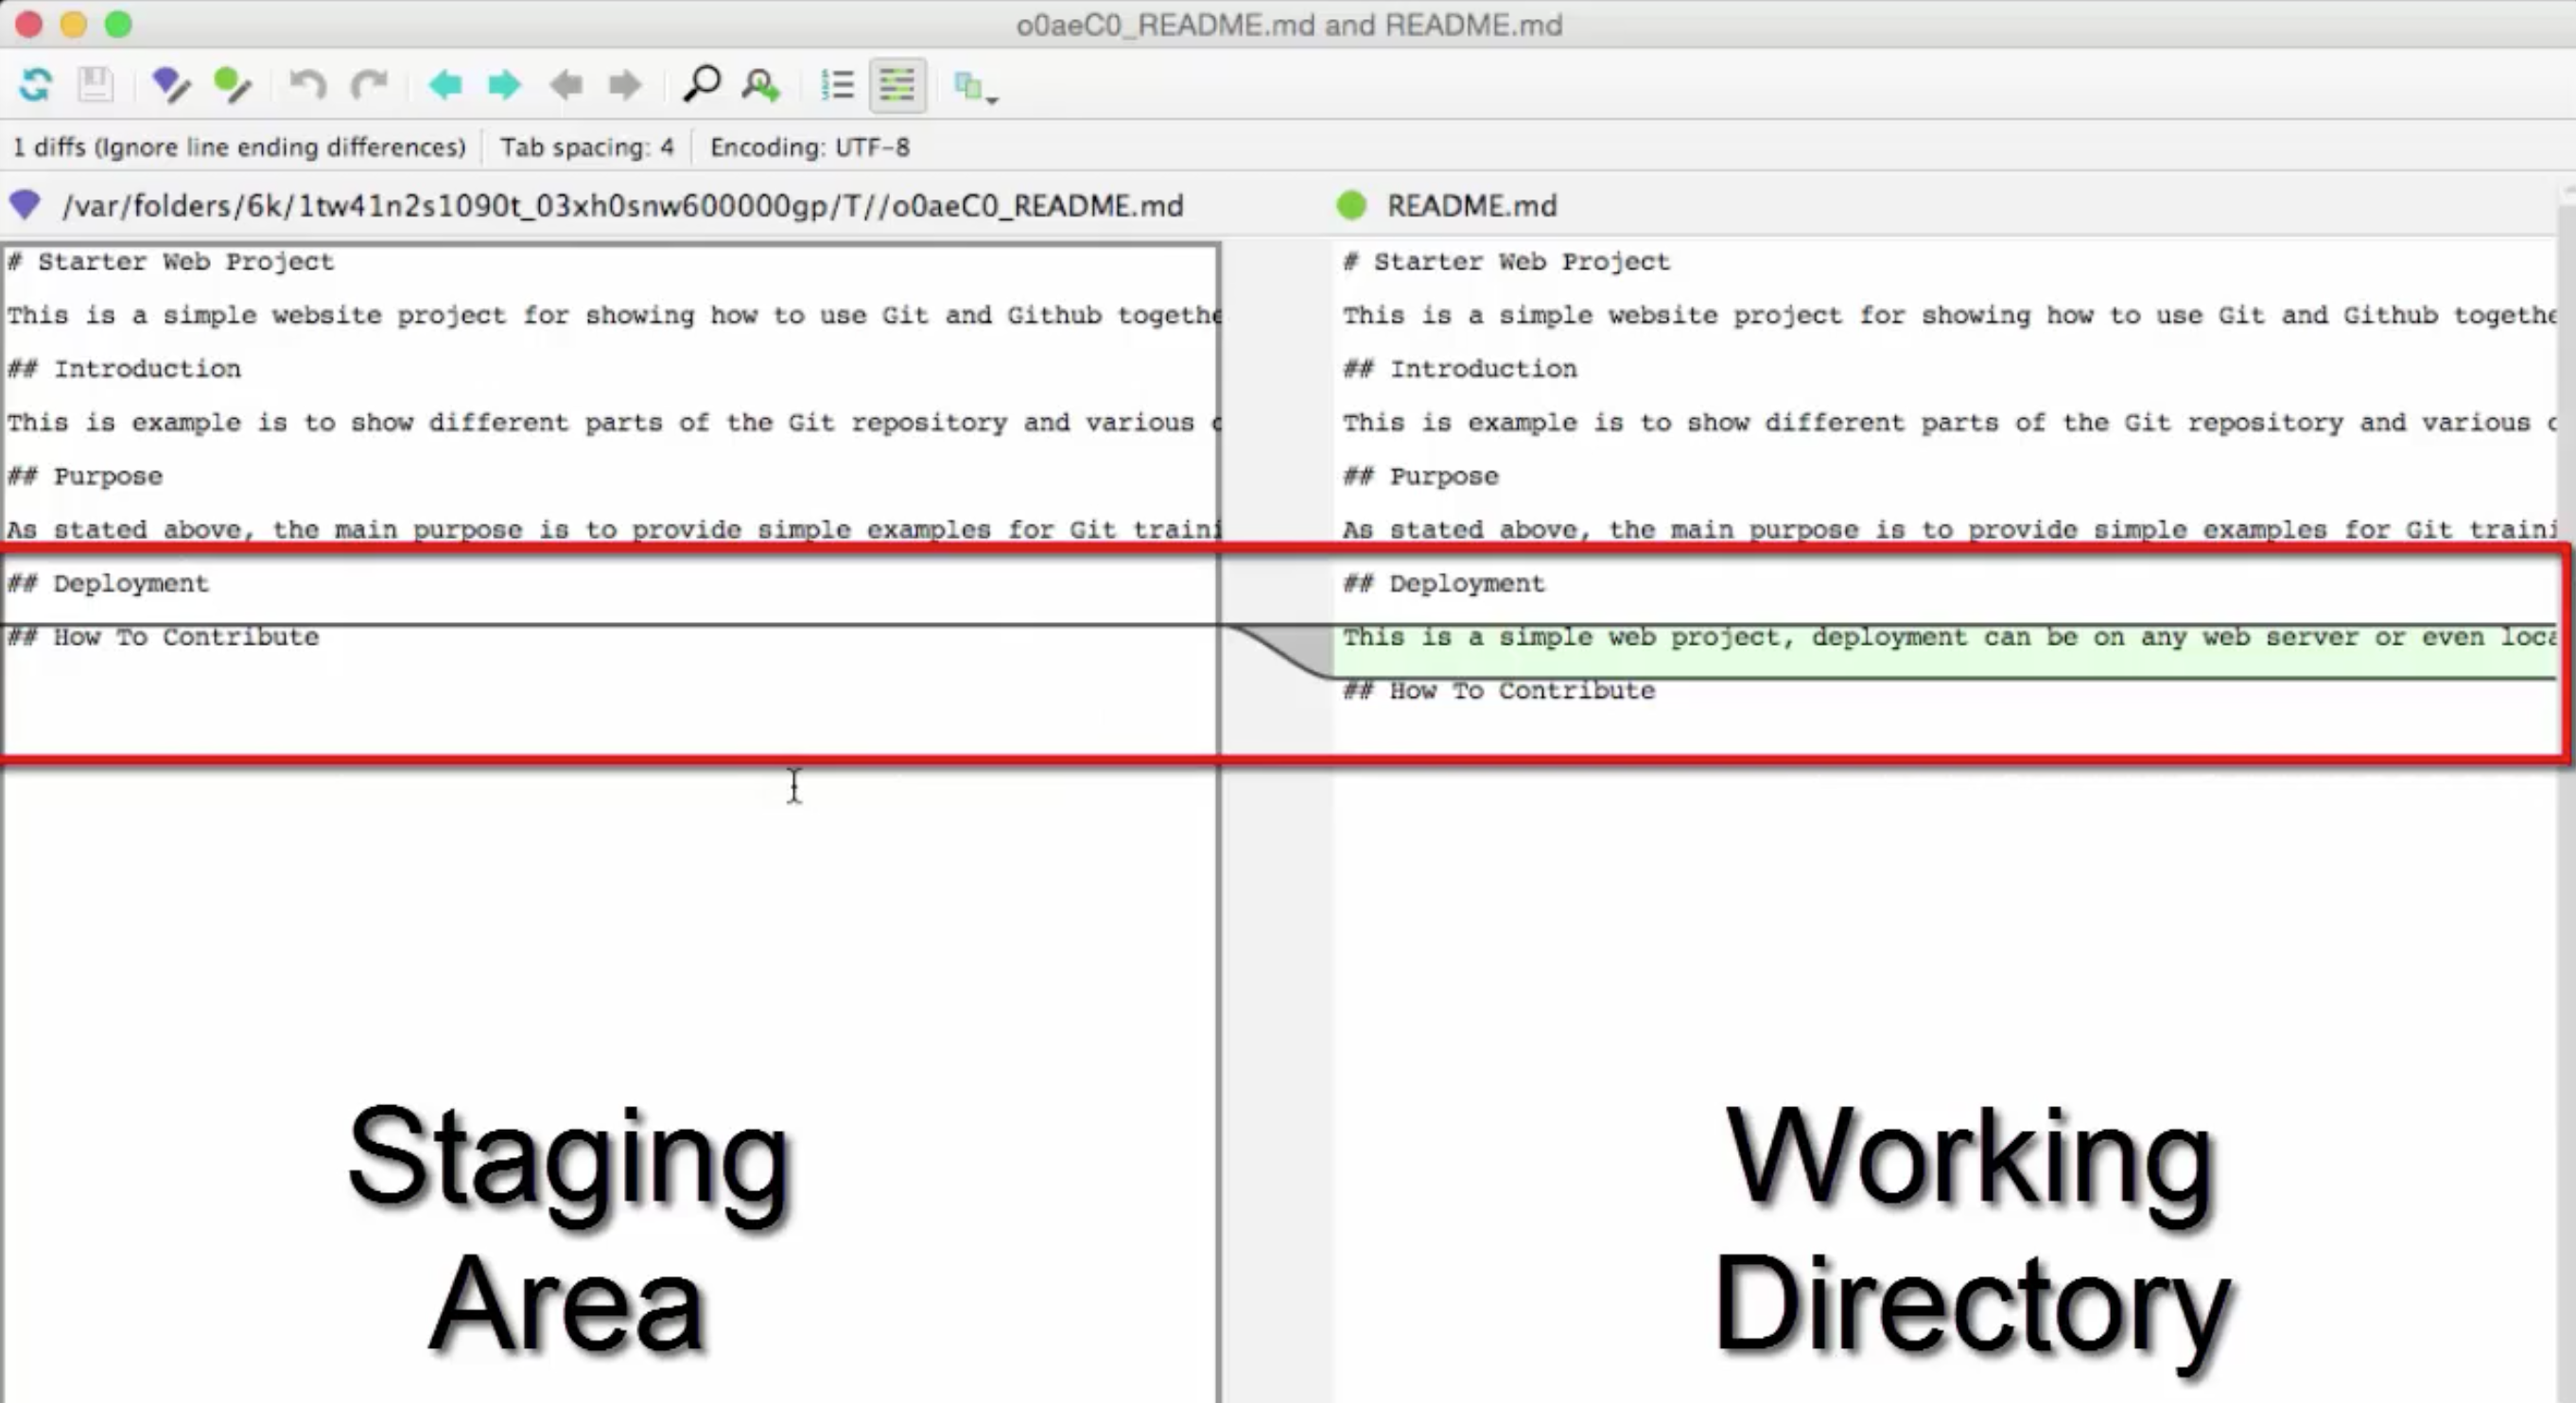 o0aeC0_README.md and README.md
1 diffs (Ignore line ending differences) Tab spacing: 4 Encoding: UTF-8
/var/folders/6k/1tw41n2s1090t_03xh0snw600000gp/T//o0aeC0_README.md
# Starter Web Project
This is a simple website project for showing how to use Git and Github togethe
## Introduction
This is example is to show different parts of the Git repository and various
## Purpose
As stated above, the main purpose is to provide simple examples for Git traini
## Deployment
## How To Contribute
Staging
Area
README.md
# Starter Web Project
This is a simple website project for showing how to use Git and Github togethe
## Introduction
This is example is to show different parts of the Git repository and various
## Purpose
As stated above, the main purpose is to provide simple examples for Git traini
## Deployment
This is a simple web project, deployment can be on any web server or even loca
## How To Contribute
Working
Directory